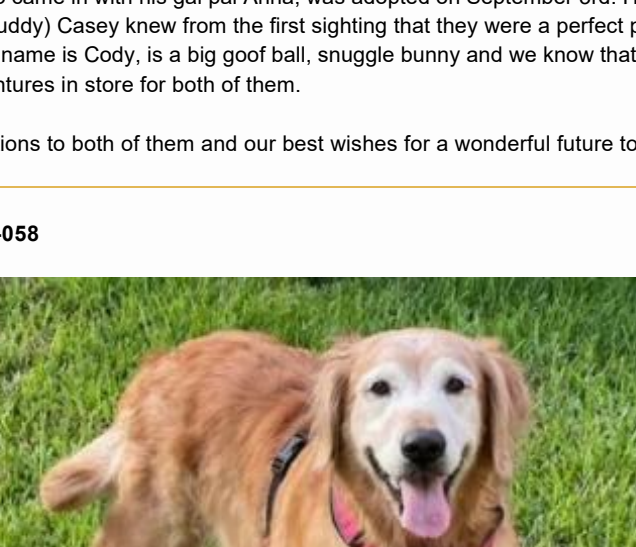 came in with his gal pal Anna, was adopted on September 3rd.
uddy) Casey knew from the first sighting that they were a perfect p
name is Cody, is a big goof ball, snuggle bunny and we know that
ntures in store for both of them.
ions to both of them and our best wishes for a wonderful future to
-058